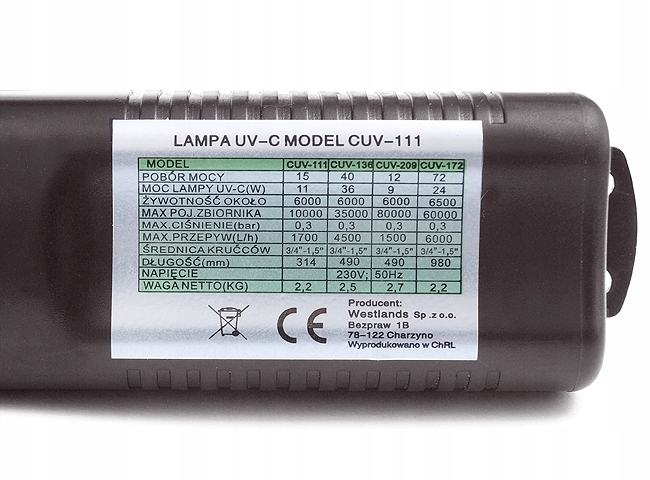 LAMPA UV-C MODEL CUV-111
MODEL CUV-111 CUV-136 CUV-209 CUV-172
POBÓR MOCY 15 40 12 72
MOC LAMPY UV-C(W) 11 36 9 24
ŻYWOTNOŚĆ OKOŁO 6000 6000 6000 6500
MAX POJ.ZBIORNIKA 10000 35000 80000 60000
MAX.CIŚNIENIE(bar) 0,3 0,3 0,3 0,3
MAX.PRZEPYW(L/h) 1700 4500 1500 6000
ŚREDNICA KRUĆCÓW 3/4"-1,5" 3/4"-1,5" 3/4"-1,5" 3/4"-1,5"
DŁUGOŚĆ(mm) 314 490 490 980
NAPIĘCIE 230V; 50Hz
WAGA NETTO(KG) 2,2 2,5 2,7 2,2
CE
Producent:
Westlands Sp.zo.o.
Bezpraw 1B
78-122 Charzyno
Wyprodukowano w ChRL